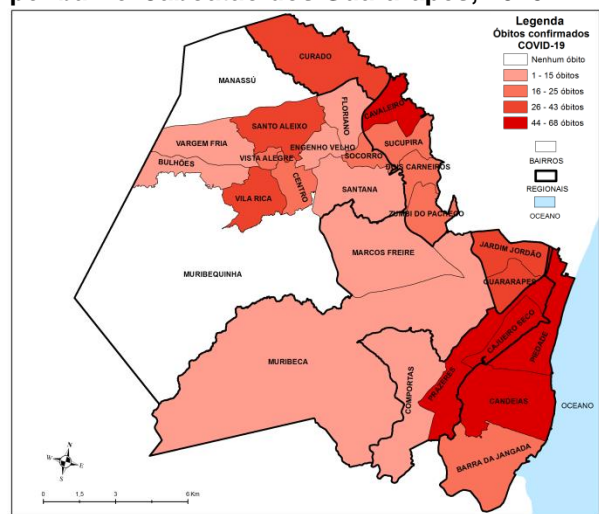 Legenda
Óbitos confirmados
COVID-19
Nenhum óbito
1 - 15 óbitos
16 - 25 óbitos
26 - 43 óbitos
44 - 68 óbitos
BAIRROS
REGIONAIS
OCEANO
CURADO
MANASSÚ
FLORIANO
CAVALEIRO
SANTO ALEIXO
VARGEM FRIA
ENGENHO VELHO
SUCUPIRA
BULHÕES
VISTA ALEGRE
SOCORRO
DOIS CARNEIROS
CENTRO
SANTANA
VILA RICA
ZUMBI DO PACHECO
MARCOS FREIRE
JARDIM JORDÃO
MURIBEQUINHA
GUARARAPES
CAJUEIRO SECO
PIEDADE
MURIBECA
COMPORTAS
PRAZERES
CANDEIAS
OCEANO
BARRA DA JANGADA
N
W E
S
0 1,5 3 6 Km